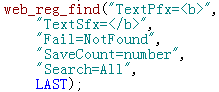 web_reg_find("TextPfx=<b>",
"TextSfx=</b>",
"Fail=NotFound",
"SaveCount=number",
"Search=All",
LAST);